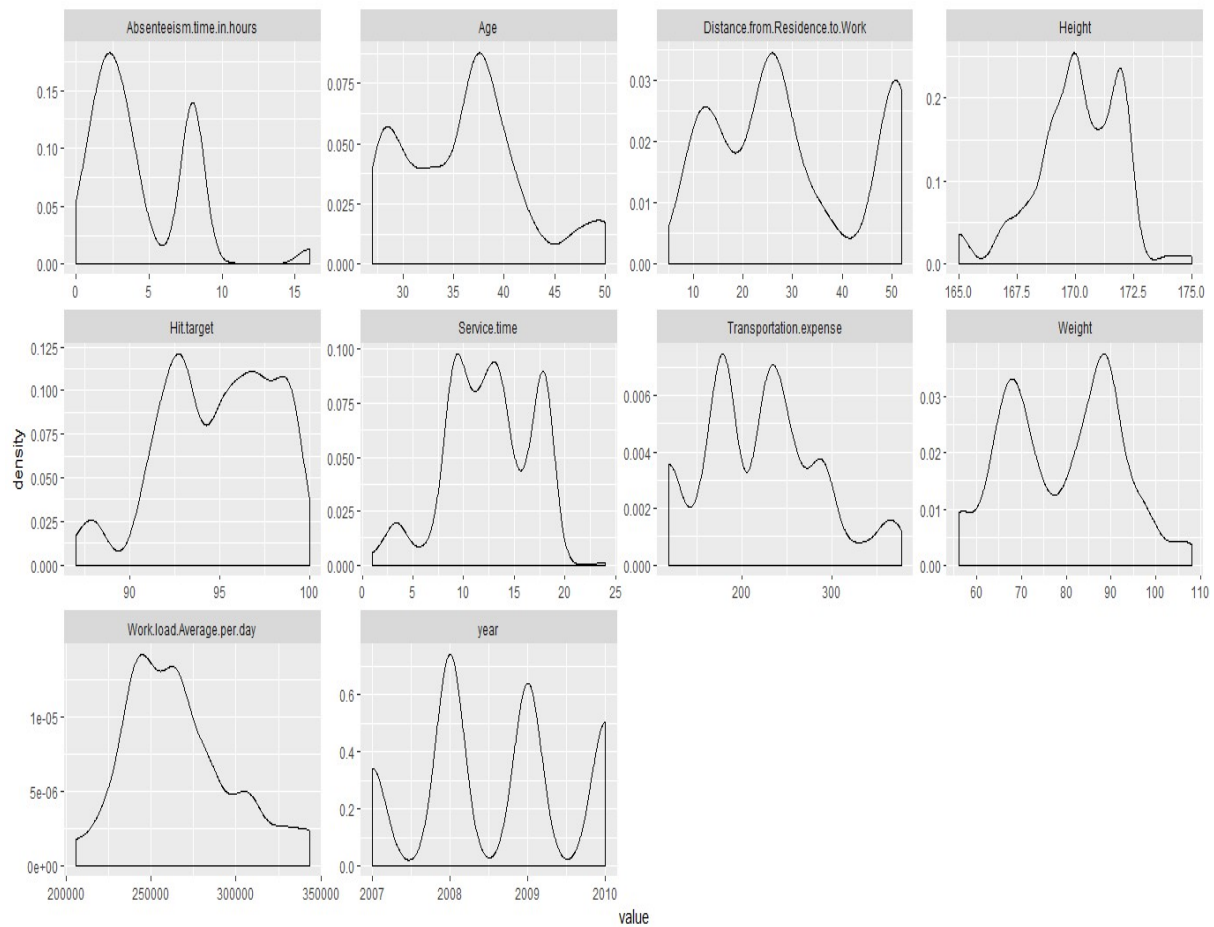 Absenteeism.time.in.hours
Age
Distance.from.Residence.to.Work
Height
0.15
0.10
0.05
0.00
0.075
0.050
0.025
0.000
0.03
0.02
0.01
0.00
0.2
0.1
0.0
0 5 10 15
30 35 40 45 50
10 20 30 40 50
165.0 167.5 170.0 172.5 175.0
Hit.target
Service.time
Transportation.expense
Weight
0.125
0.100
0.075
0.050
0.025
0.000
0.100
0.075
0.050
0.025
0.000
0.006
0.004
0.002
0.000
0.03
0.02
0.01
0.00
90 95 100
0 5 10 15 20 25
200 300
60 70 80 90 100 110
Work.load.Average.per.day
year
1e-05
5e-06
0e+00
0.6
0.4
0.2
0.0
200000 250000 300000 350000
2007 2008 2009 2010
density
value